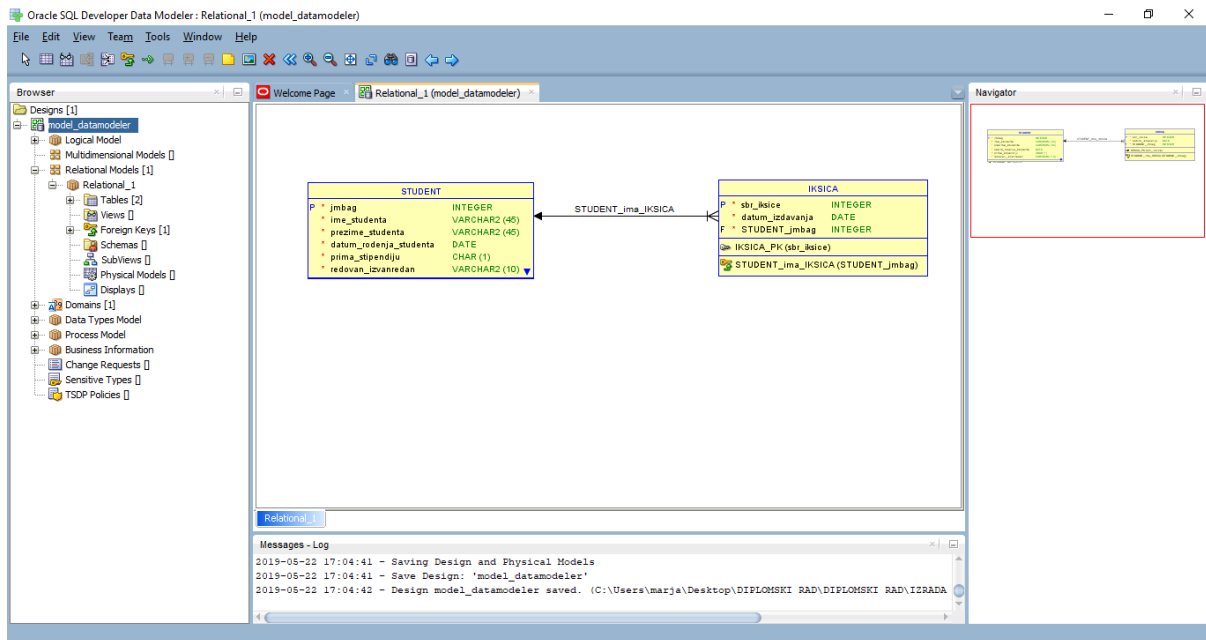 Oracle SQL Developer Data Modeler : Relational_1 (model_datamodeler)
File Edit View Team Tools Window Help
Browser
Designs [1]
model_datamodeler
Logical Model
Multidimensional Models []
Relational Models [1]
Relational_1
Tables [2]
Views []
Foreign Keys [1]
Schemas []
SubViews []
Physical Models []
Displays []
Domains [1]
Data Types Model
Process Model
Business Information
Change Requests []
Sensitive Types []
TSDP Policies []
Welcome Page
Relational_1 (model_datamodeler)
STUDENT
P * jmbag INTEGER
* ime_studenta VARCHAR2 (45)
* prezime_studenta VARCHAR2 (45)
* datum_rodenja_studenta DATE
* prima_stipendiju CHAR (1)
* redovan_izvanredan VARCHAR2 (10)
STUDENT_ima_IKSICA
IKSICA
P * sbr_iksice INTEGER
* datum_izdavanja DATE
F * STUDENT_jmbag INTEGER
IKSICA_PK (sbr_iksice)
STUDENT_ima_IKSICA (STUDENT_jmbag)
Relational_1
Messages - Log
2019-05-22 17:04:41 - Saving Design and Physical Models
2019-05-22 17:04:41 - Save Design: 'model_datamodeler'
2019-05-22 17:04:42 - Design model_datamodeler saved. (C:\Users\marja\Desktop\DIPLOMSKI RAD\DIPLOMSKI RAD\IZRADA
Navigator